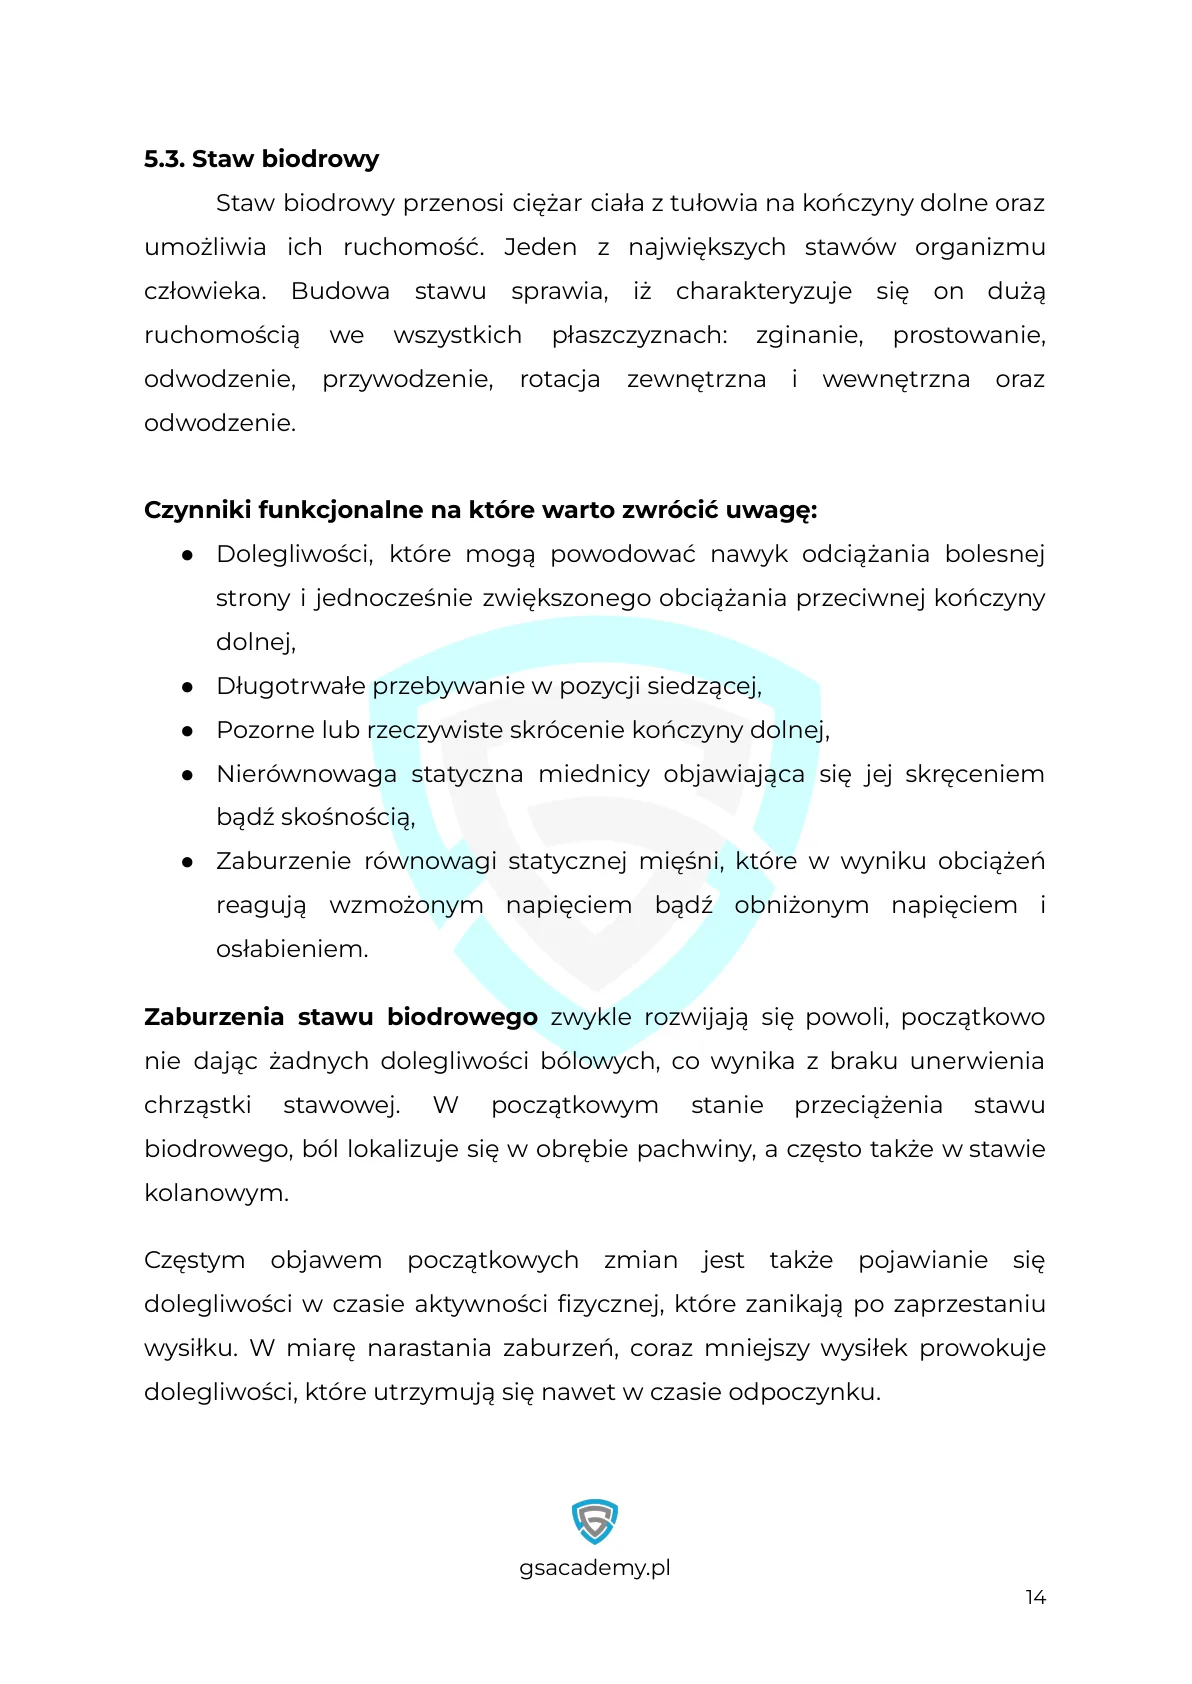 5.3. Staw biodrowy
Staw biodrowy przenosi ciężar ciała z tułowia na kończyny dolne oraz
umożliwia ich ruchomość. Jeden z największych stawów organizmu
człowieka. Budowa stawu sprawia, iż charakteryzuje się on dużą
ruchomością we wszystkich płaszczyznach: zginanie, prostowanie,
odwodzenie, przywodzenie, rotacja zewnętrzna i wewnętrzna oraz
odwodzenie.
Czynniki funkcjonalne na które warto zwrócić uwagę:
● Dolegliwości, które mogą powodować nawyk odciążania bolesnej
strony i jednocześnie zwiększonego obciążania przeciwnej kończyny
dolnej,
● Długotrwałe przebywanie w pozycji siedzącej,
● Pozorne lub rzeczywiste skrócenie kończyny dolnej,
● Nierównowaga statyczna miednicy objawiająca się jej skręceniem
bądź skośnością,
● Zaburzenie równowagi statycznej mięśni, które w wyniku obciążeń
reagują wzmożonym napięciem bądź obniżonym napięciem i
osłabieniem.
Zaburzenia stawu biodrowego zwykle rozwijają się powoli, początkowo
nie dając żadnych dolegliwości bólowych, co wynika z braku unerwienia
chrząstki stawowej. W początkowym stanie przeciążenia stawu
biodrowego, ból lokalizuje się w obrębie pachwiny, a często także w stawie
kolanowym.
Częstym objawem początkowych zmian jest także pojawianie się
dolegliwości w czasie aktywności fizycznej, które zanikają po zaprzestaniu
wysiłku. W miarę narastania zaburzeń, coraz mniejszy wysiłek prowokuje
dolegliwości, które utrzymują się nawet w czasie odpoczynku.
gsacademy.pl
14